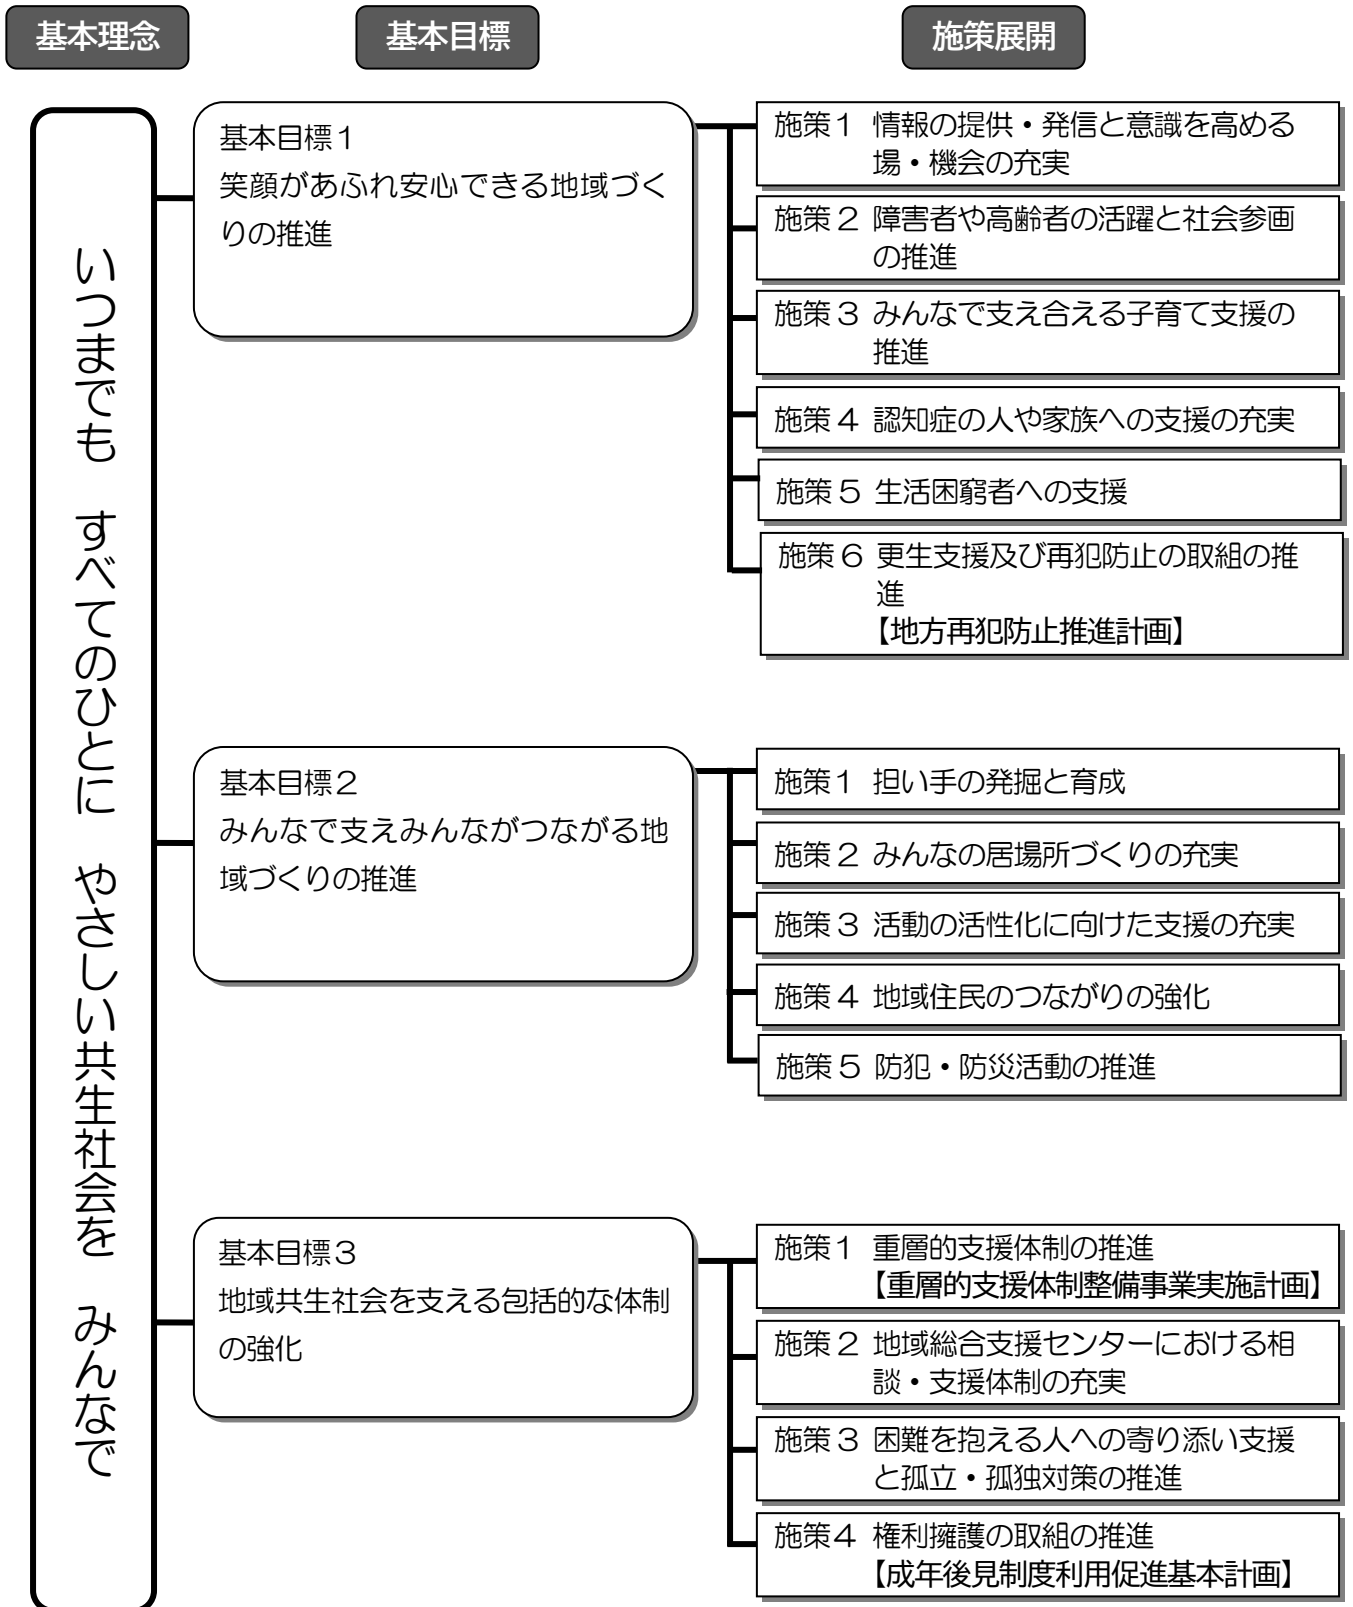 基本理念
基本目標
施策展開
いつまでも すべてのひとに やさしい共生社会を みんなで
基本目標１
笑顔があふれ安心できる地域づく
りの推進
施策１ 情報の提供・発信と意識を高める
場・機会の充実
施策２ 障害者や高齢者の活躍と社会参画
の推進
施策３ みんなで支え合える子育て支援の
推進
施策４ 認知症の人や家族への支援の充実
施策５ 生活困窮者への支援
施策６ 更生支援及び再犯防止の取組の推
進
【地方再犯防止推進計画】
基本目標２
みんなで支えみんながつながる地
域づくりの推進
施策１ 担い手の発掘と育成
施策２ みんなの居場所づくりの充実
施策３ 活動の活性化に向けた支援の充実
施策４ 地域住民のつながりの強化
施策５ 防犯・防災活動の推進
基本目標３
地域共生社会を支える包括的な体制
の強化
施策１ 重層的支援体制の推進
【重層的支援体制整備事業実施計画】
施策２ 地域総合支援センターにおける相
談・支援体制の充実
施策３ 困難を抱える人への寄り添い支援
と孤立・孤独対策の推進
施策４ 権利擁護の取組の推進
【成年後見制度利用促進基本計画】